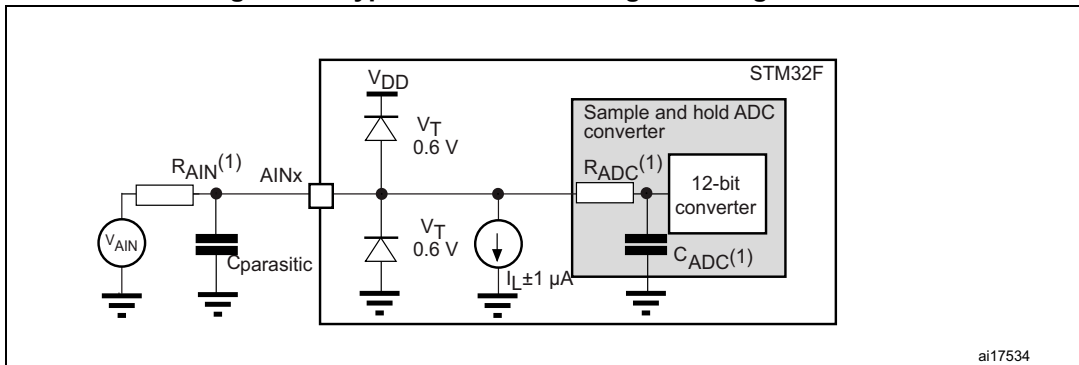 STM32F
VDD
Sample and hold ADC
converter
VT
0.6 V
RAIN(1)
AINx
RADC(1)
12-bit
converter
VAIN
Cparasitic
VT
0.6 V
IL±1 µA
CADC(1)
ai17534